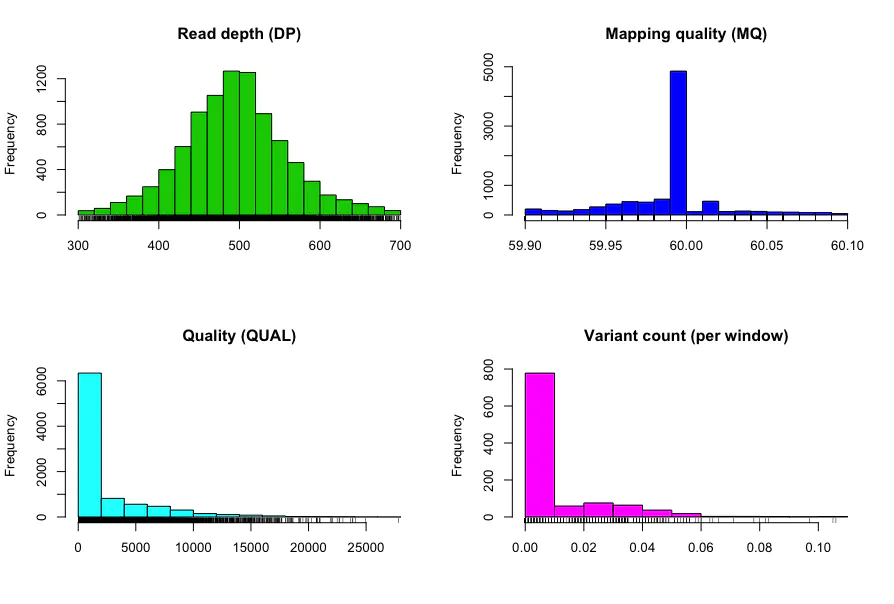 Read depth (DP)
Frequency
0 400 800 1200
300 400 500 600 700
Mapping quality (MQ)
Frequency
0 1000 3000 5000
59.90 59.95 60.00 60.05 60.10
Quality (QUAL)
Frequency
0 2000 4000 6000
0 5000 10000 15000 20000 25000
Variant count (per window)
Frequency
0 200 400 600 800
0.00 0.02 0.04 0.06 0.08 0.10